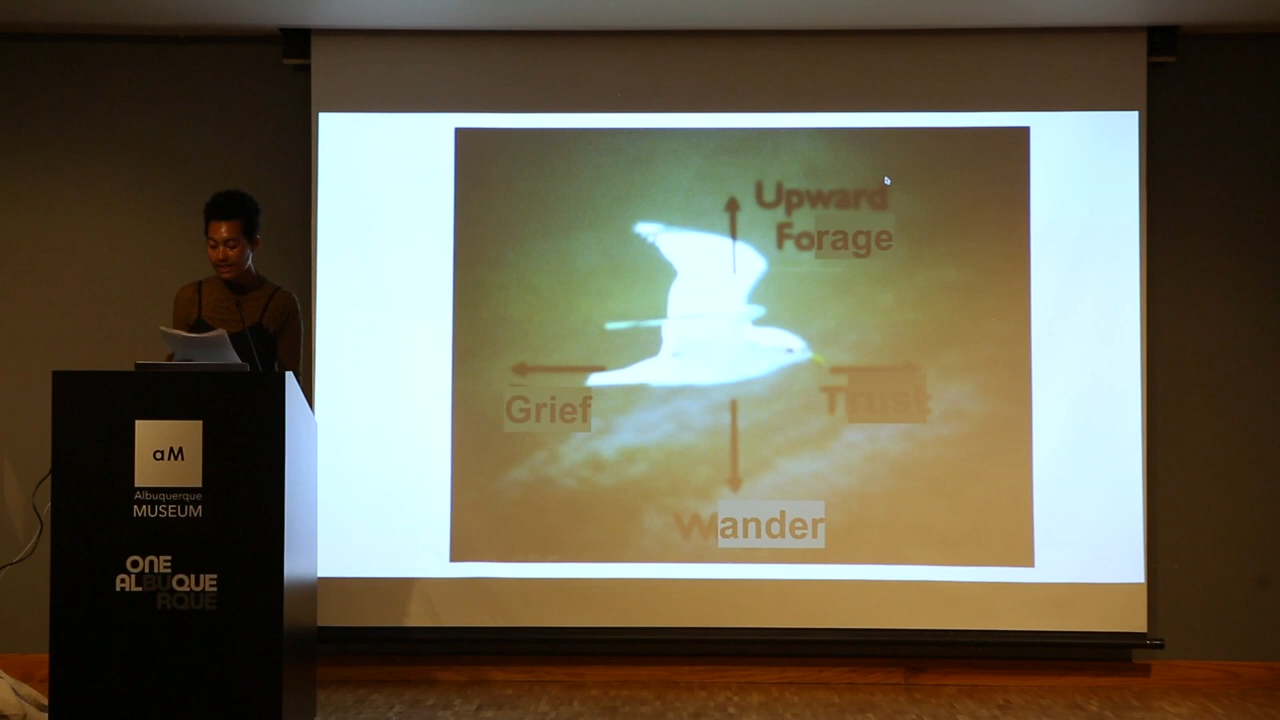 Upward
Forage
Grief
Trust
Wander
aM
Albuquerque
MUSEUM
ONE
ALBUQUE
RQUE